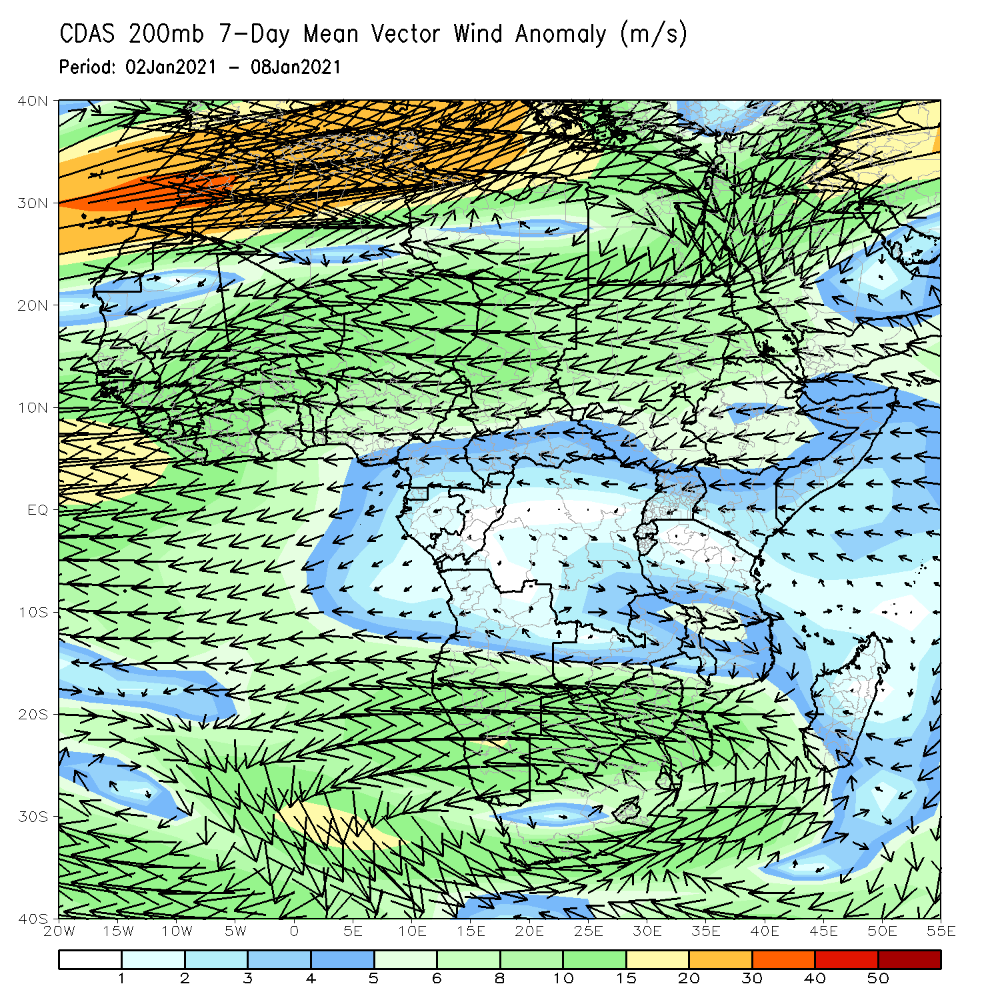 CDAS 200mb 7-Day Mean Vector Wind Anomaly (m/s)
Period: 02Jan2021 - 08Jan2021
40N
30N
20N
10N
EQ
10S
20S
30S
40S
20W 15W 10W 5W 0 5E 10E 15E 20E 25E 30E 35E 40E 45E 50E 55E
1 2 3 4 5 6 8 10 15 20 30 40 50